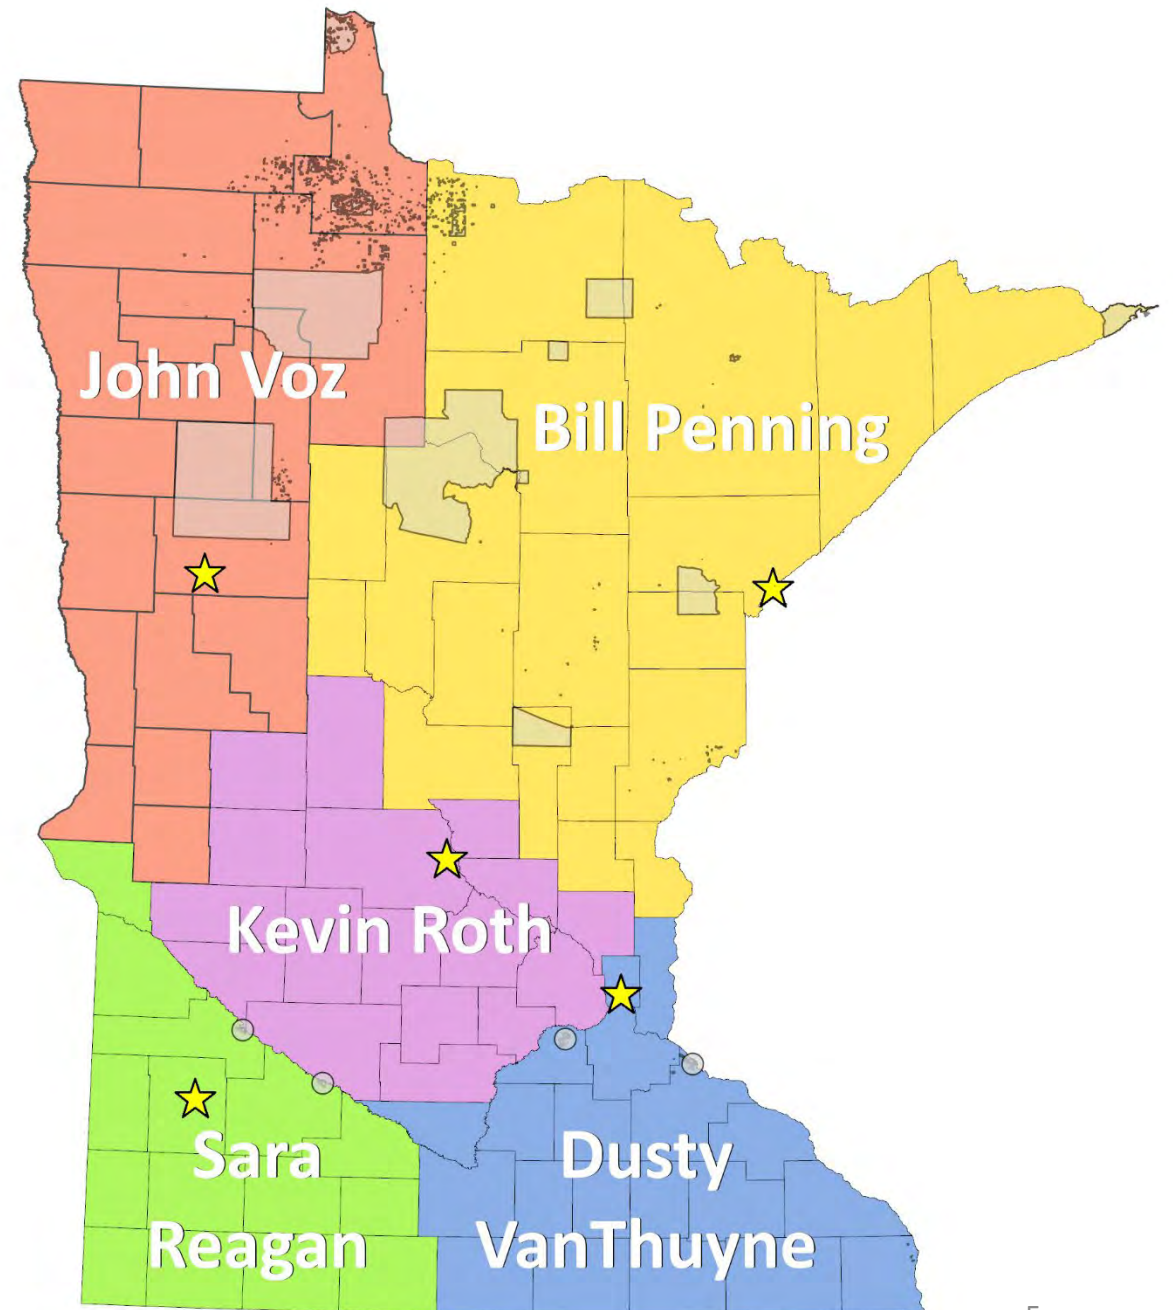 John Voz
Bill Penning
Kevin Roth
Sara
Reagan
Dusty
VanThuyne